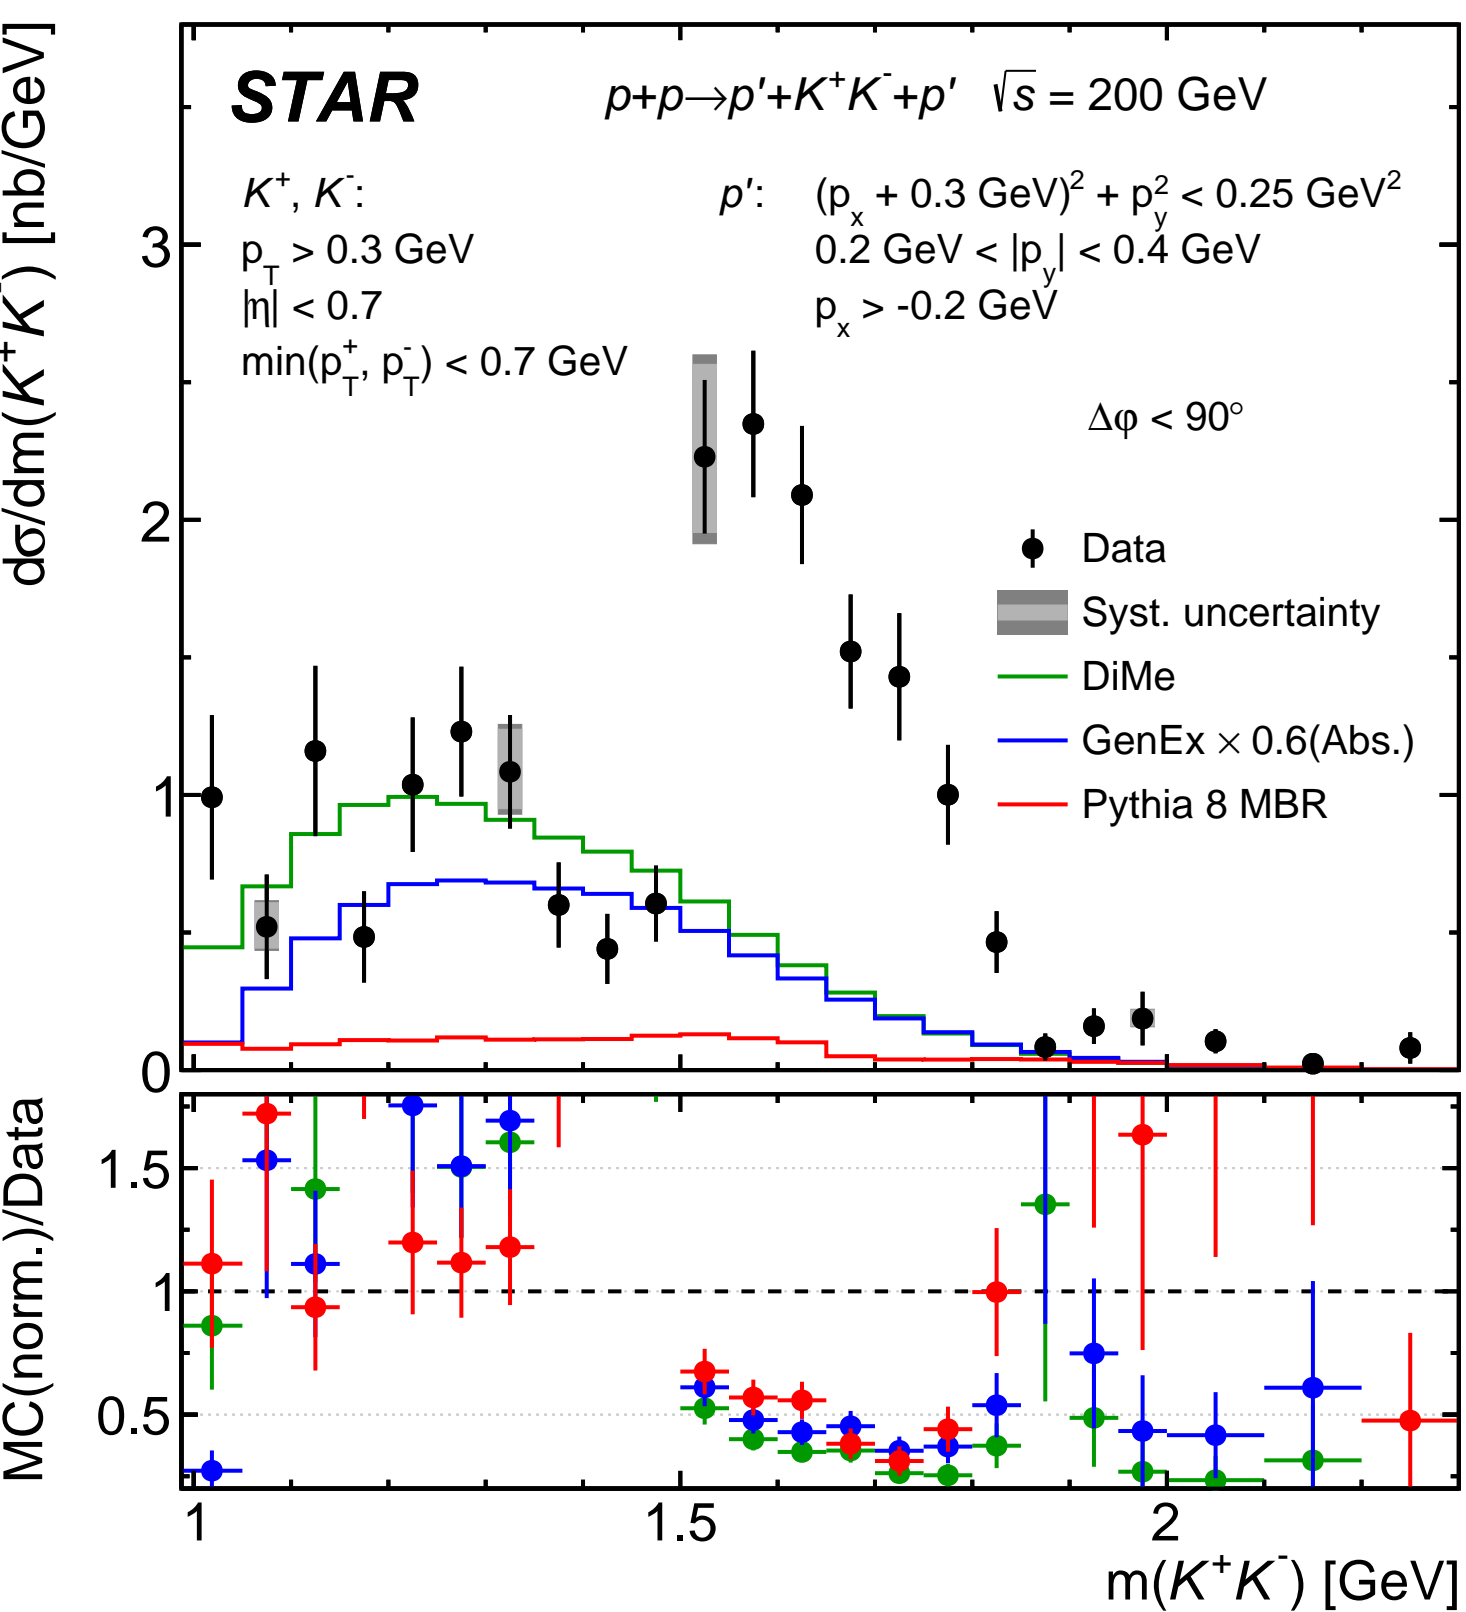 STAR p+p→p′+K⁺K⁻+p′ √s = 200 GeV
K⁺, K⁻: p′: (pₓ + 0.3 GeV)² + p_y² < 0.25 GeV²
p_T > 0.3 GeV 0.2 GeV < |p_y| < 0.4 GeV
|η| < 0.7 pₓ > -0.2 GeV
min(p_T⁺, p_T⁻) < 0.7 GeV
Δφ < 90°
Data
Syst. uncertainty
DiMe
GenEx × 0.6(Abs.)
Pythia 8 MBR
dσ/dm(K⁺K⁻) [nb/GeV]
3
2
1
0
MC(norm.)/Data
1.5
1
0.5
1 1.5 2
m(K⁺K⁻) [GeV]